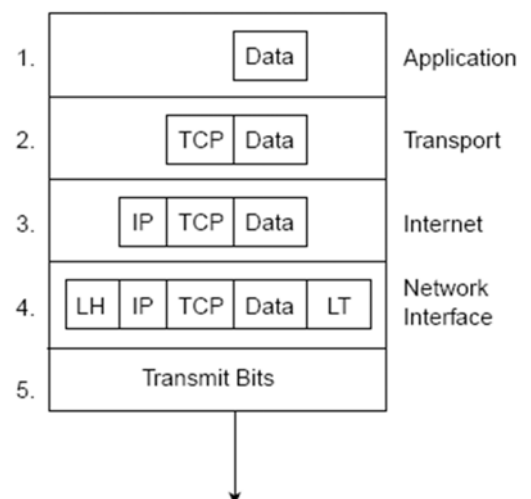 1. Data Application
2. TCP Data Transport
3. IP TCP Data Internet
4. LH IP TCP Data LT Network
Interface
5. Transmit Bits